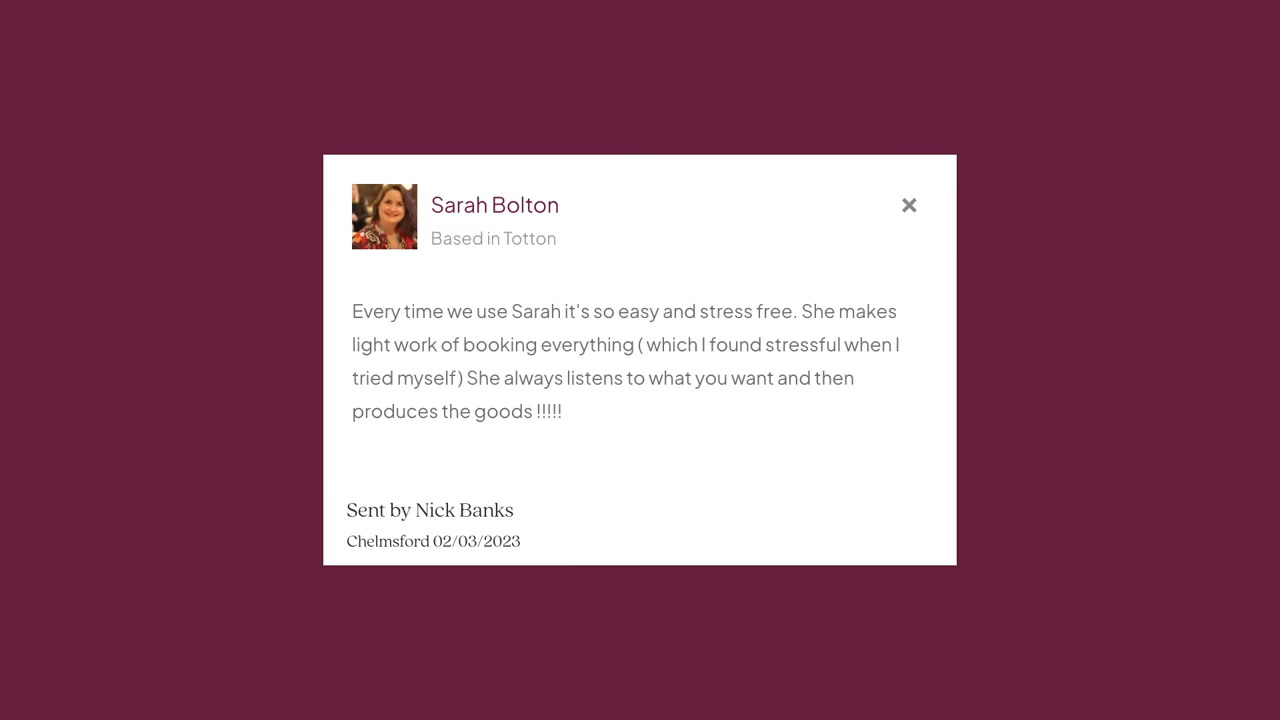 Sarah Bolton
Based in Totton
Every time we use Sarah it's so easy and stress free. She makes
light work of booking everything ( which I found stressful when I
tried myself) She always listens to what you want and then
produces the goods !!!!!
Sent by Nick Banks
Chelmsford 02/03/2023